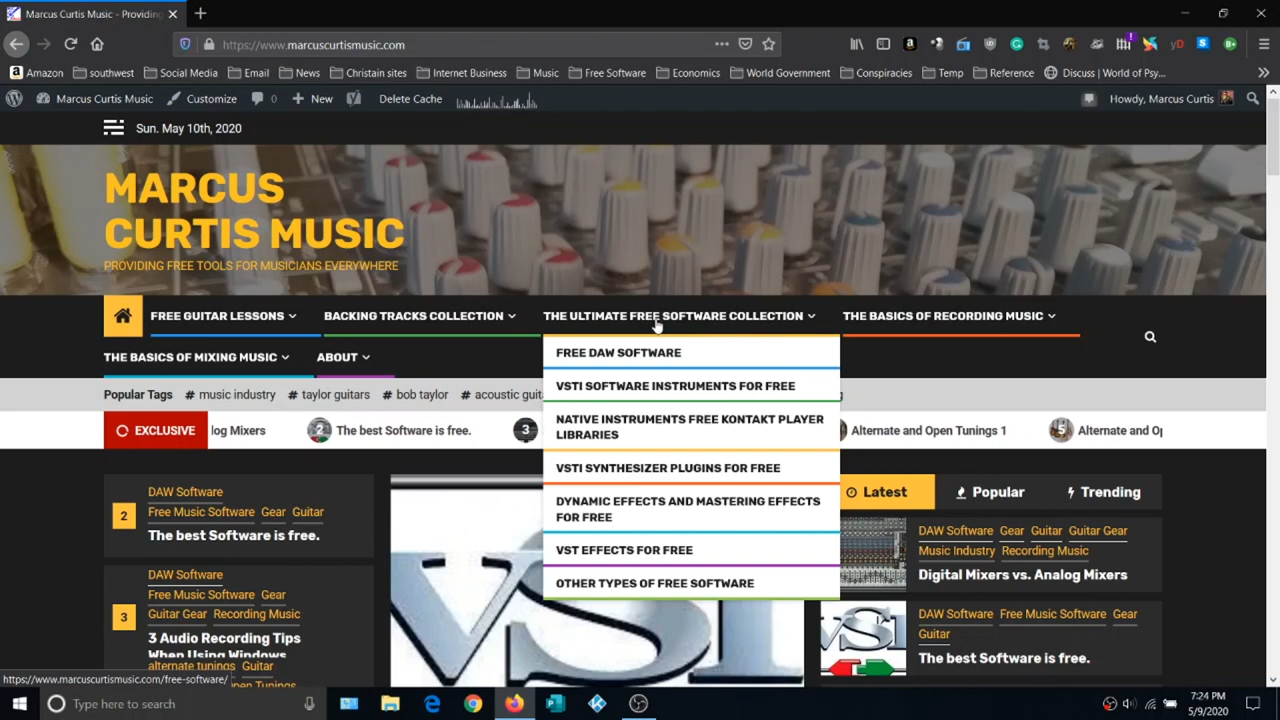 Marcus Curtis Music - Providing
https://www.marcuscurtismusic.com
Amazon southwest Social Media Email News Christain sites Internet Business Music Free Software Economics World Government Conspiracies Temp Reference Discuss | World of Psy...
Marcus Curtis Music Customize 0 New Delete Cache Howdy, Marcus Curtis
Sun. May 10th, 2020
MARCUS
CURTIS MUSIC
PROVIDING FREE TOOLS FOR MUSICIANS EVERYWHERE
FREE GUITAR LESSONS BACKING TRACKS COLLECTION THE ULTIMATE FREE SOFTWARE COLLECTION THE BASICS OF RECORDING MUSIC
THE BASICS OF MIXING MUSIC ABOUT
FREE DAW SOFTWARE
VSTI SOFTWARE INSTRUMENTS FOR FREE
NATIVE INSTRUMENTS FREE KONTAKT PLAYER
LIBRARIES
VSTI SYNTHESIZER PLUGINS FOR FREE
DYNAMIC EFFECTS AND MASTERING EFFECTS
FOR FREE
VST EFFECTS FOR FREE
OTHER TYPES OF FREE SOFTWARE
Popular Tags # music industry # taylor guitars # bob taylor # acoustic guit
EXCLUSIVE log Mixers 2 The best Software is free. 3 Alternate and Open Tunings 1 5 Alternate and Op
2
DAW Software
Free Music Software Gear Guitar
The best Software is free.
3
DAW Software
Free Music Software Gear
Guitar Gear Recording Music
3 Audio Recording Tips
When Using Windows
alternate tunings Guitar
pen Tunings
VSI
Latest Popular Trending
DAW Software Gear Guitar Guitar Gear
Music Industry Recording Music
Digital Mixers vs. Analog Mixers
VSI
DAW Software Free Music Software Gear
Guitar
The best Software is free.
https://www.marcuscurtismusic.com/free-software/
Type here to search
7:24 PM
5/9/2020